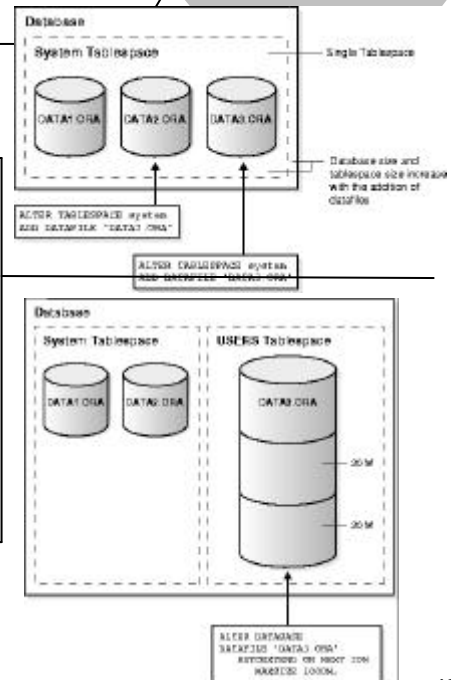 Database
System Tablespace
Single Tablespace
DATA1.ORA DATA2.ORA DATA3.ORA
Database size and
tablespace size increase
with the addition of
datafiles
ALTER TABLESPACE system
ADD DATAFILE
ALTER TABLESPACE system
ADD DATAFILE 'DATA3.ORA'
Database
System Tablespace
USERS Tablespace
DATA1.ORA DATA2.ORA
DATA3.ORA
20 M
20 M
ALTER DATABASE
DATAFILE 'DATA3.ORA'
AUTOEXTEND ON NEXT 20M
MAXSIZE 1000M;